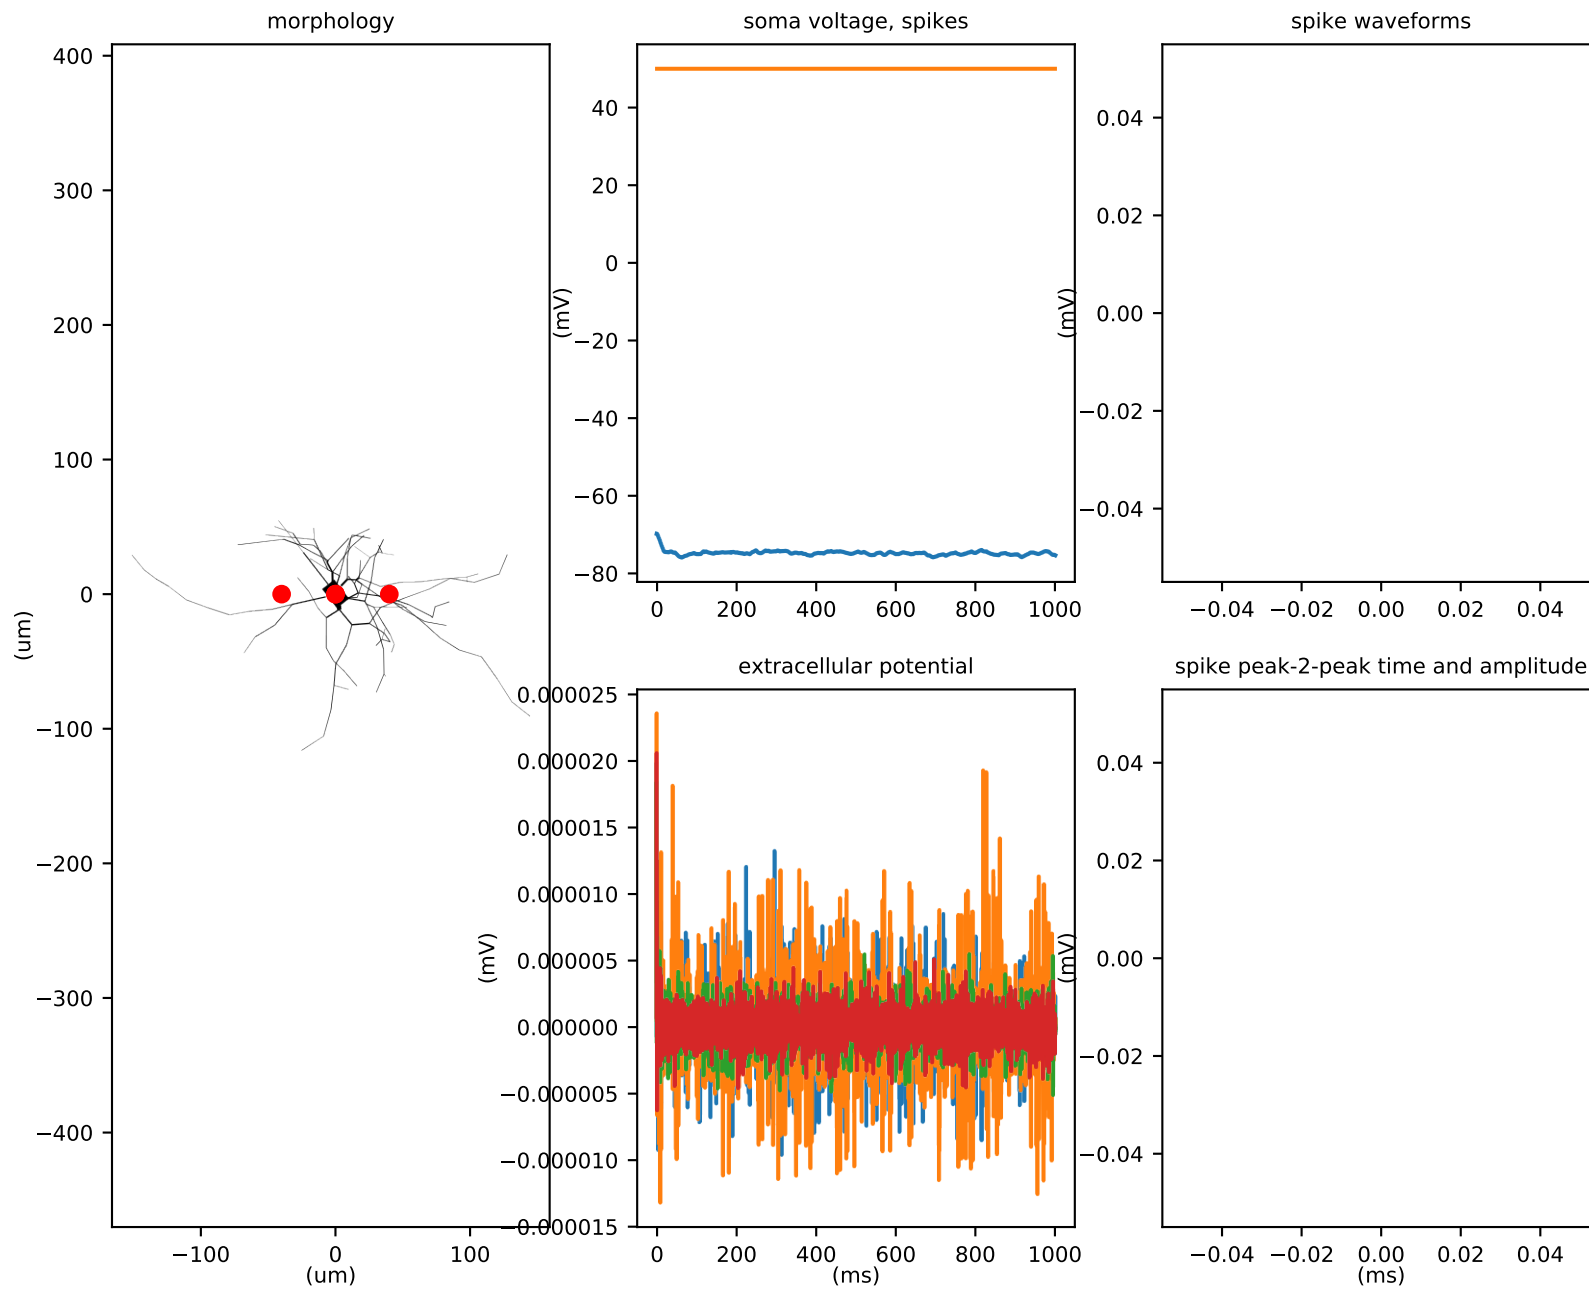 morphology
400
300
200
100
0
−100
−200
−300
−400
(um)
−100 0 100
(um)
soma voltage, spikes
40
20
0
−20
−40
−60
−80
(mV)
0 200 400 600 800 1000
spike waveforms
0.04
0.02
0.00
−0.02
−0.04
(mV)
−0.04 −0.02 0.00 0.02 0.04
extracellular potential
0.000025
0.000020
0.000015
0.000010
0.000005
0.000000
−0.000005
−0.000010
−0.000015
(mV)
0 200 400 600 800 1000
(ms)
spike peak-2-peak time and amplitude
0.04
0.02
0.00
−0.02
−0.04
(mV)
−0.04 −0.02 0.00 0.02 0.04
(ms)